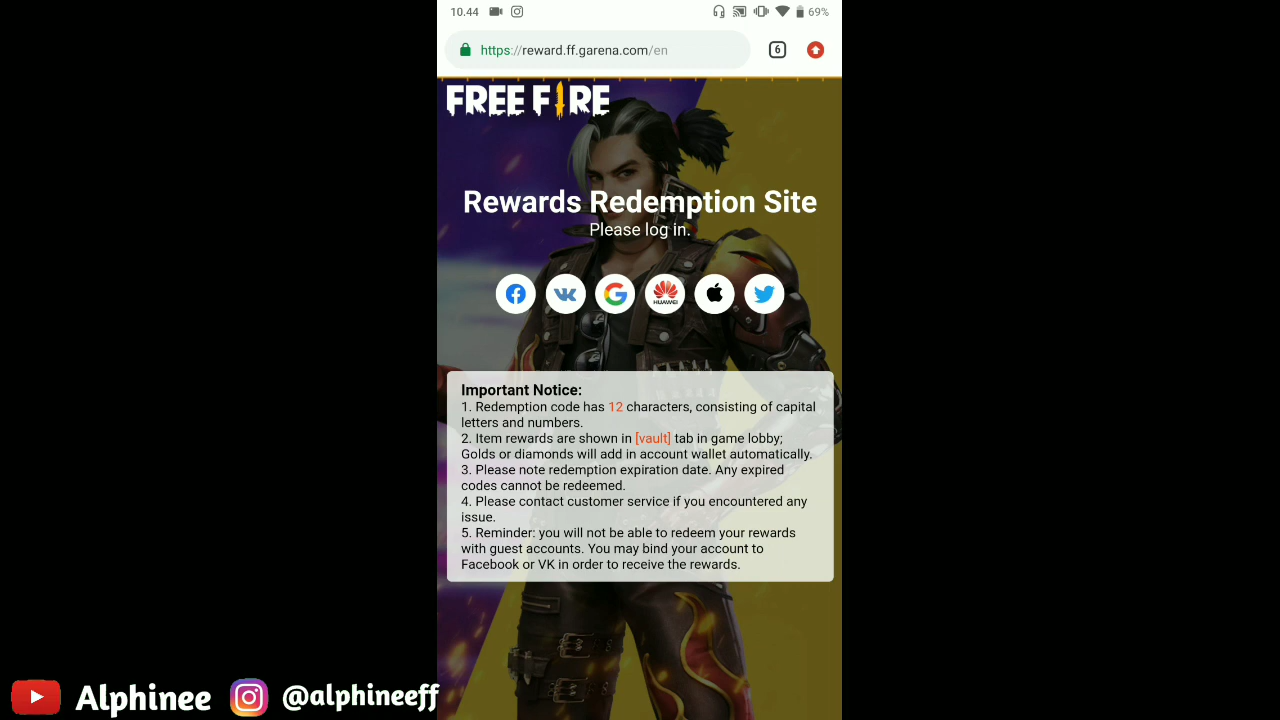 10.44
69%
https://reward.ff.garena.com/en
6
FREE FIRE
Rewards Redemption Site
Please log in.
HUAWEI
Important Notice:
1. Redemption code has 12 characters, consisting of capital
letters and numbers.
2. Item rewards are shown in [vault] tab in game lobby;
Golds or diamonds will add in account wallet automatically.
3. Please note redemption expiration date. Any expired
codes cannot be redeemed.
4. Please contact customer service if you encountered any
issue.
5. Reminder: you will not be able to redeem your rewards
with guest accounts. You may bind your account to
Facebook or VK in order to receive the rewards.
Alphinee
@alphineeff